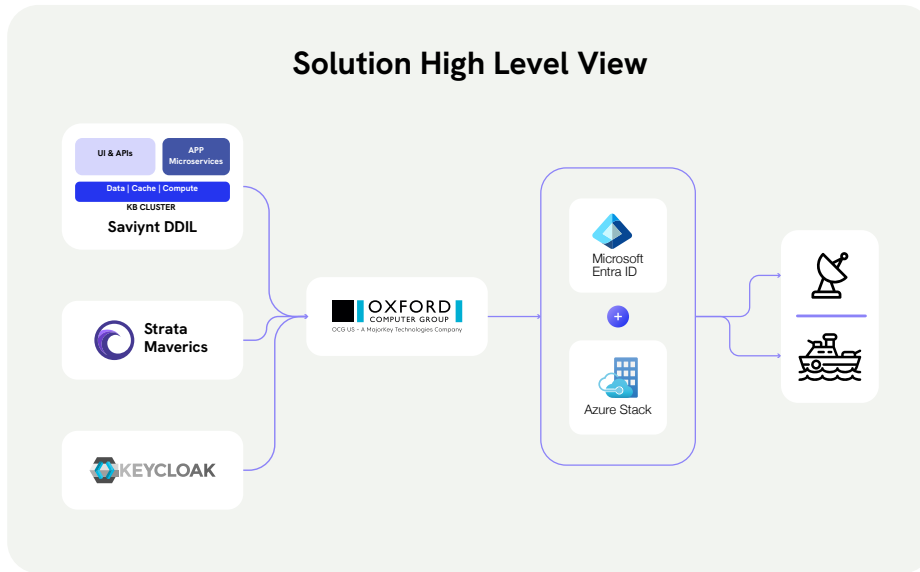 Solution High Level View
UI & APIs
APP
Microservices
Data | Cache | Compute
KB CLUSTER
Saviynt DDIL
Strata
Maverics
KEYCLOAK
OXFORD
COMPUTER GROUP
OCG US - A MajorKey Technologies Company
Microsoft
Entra ID
+
Azure Stack